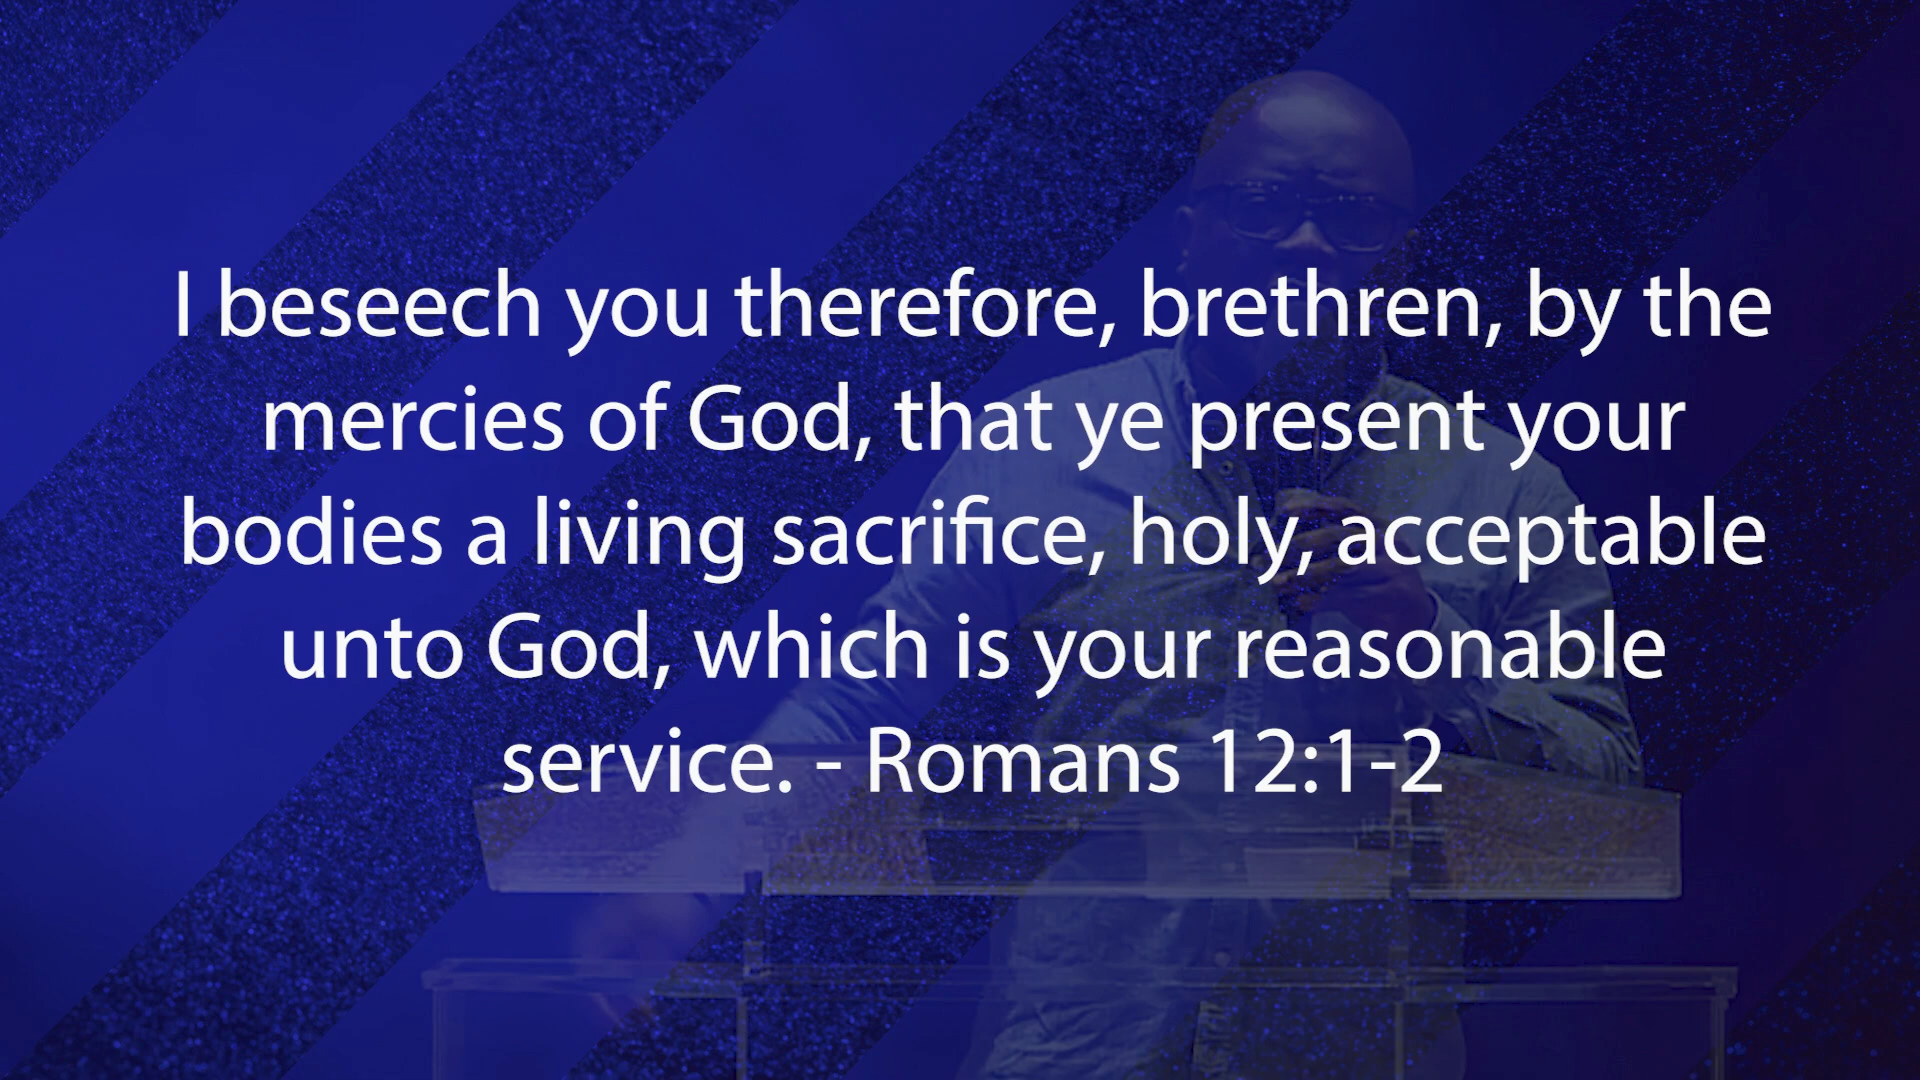 I beseech you therefore, brethren, by the
mercies of God, that ye present your
bodies a living sacrifice, holy, acceptable
unto God, which is your reasonable
service. - Romans 12:1-2